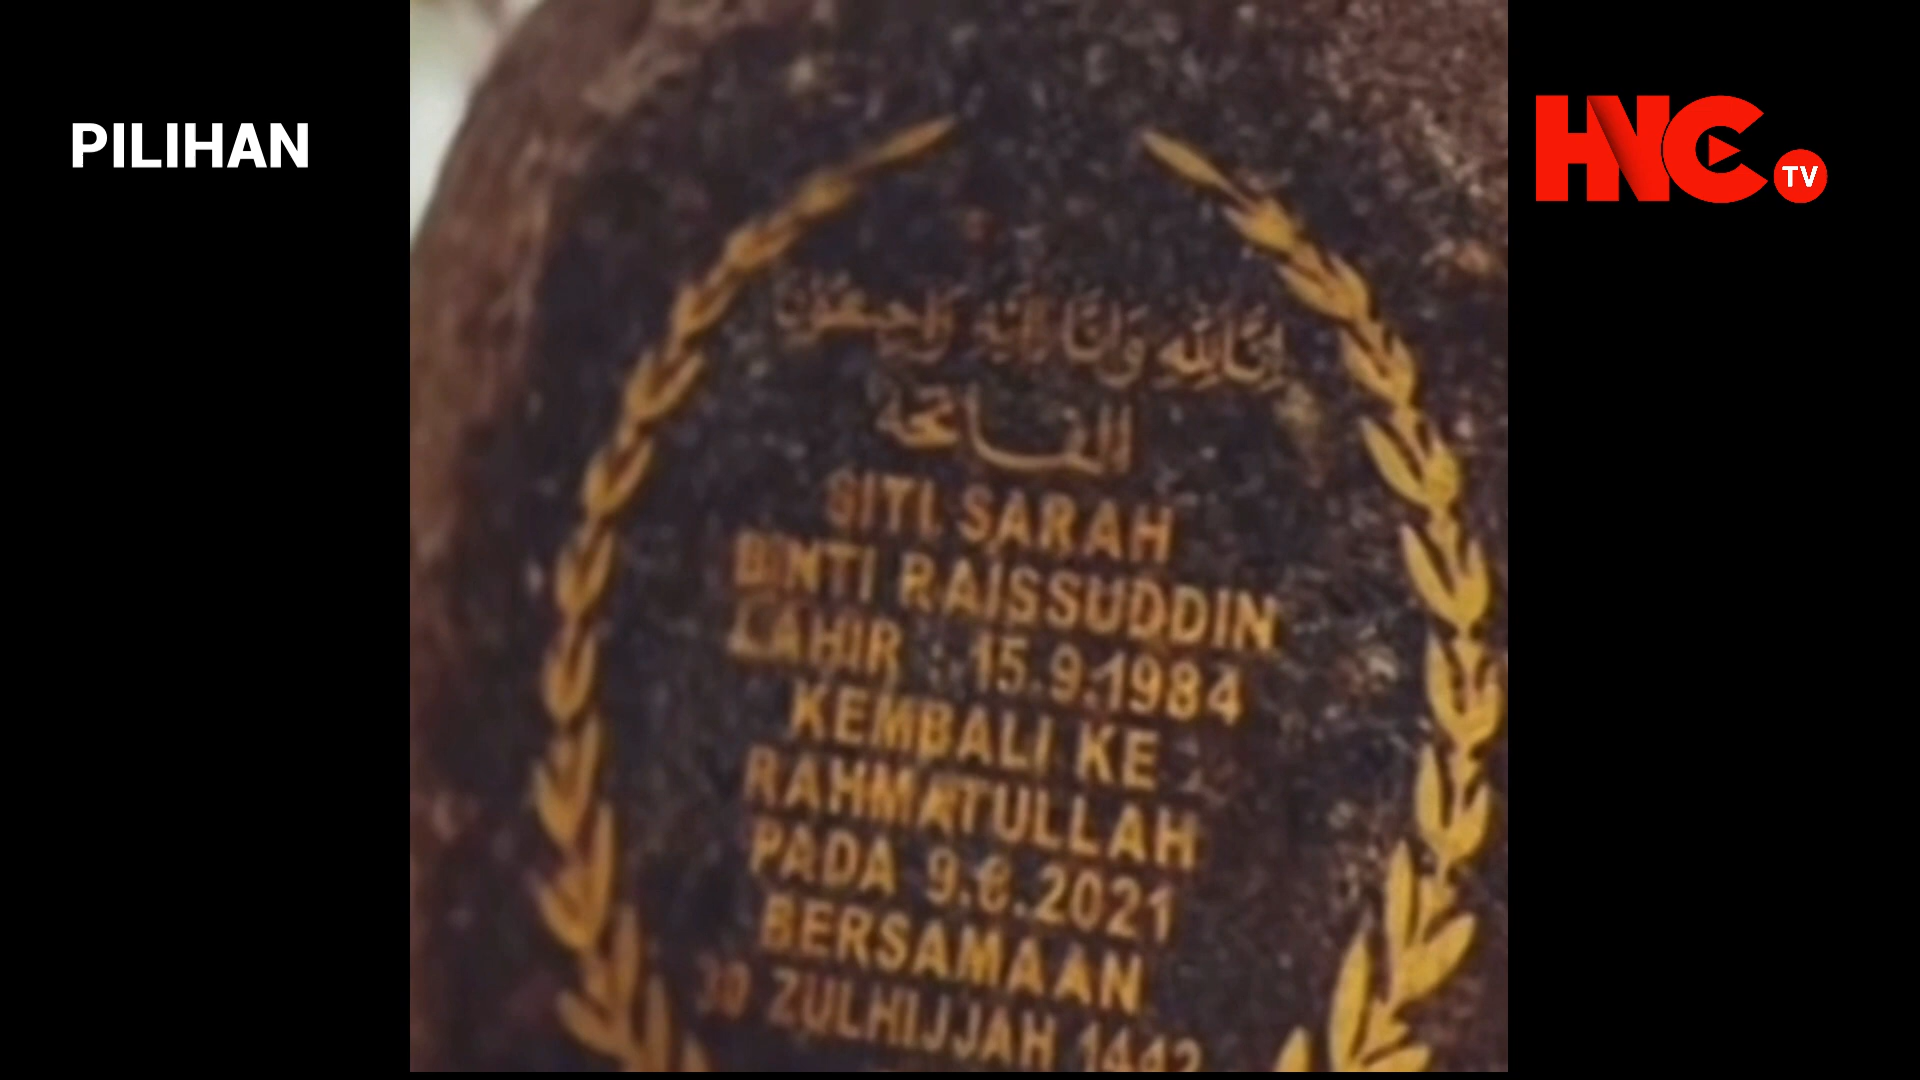 PILIHAN
HNC TV
إنا لله وإنا إليه راجعون
الفاتحة
SITI SARAH
BINTI RAISSUDDIN
LAHIR : 15.9.1984
KEMBALI KE
RAHMATULLAH
PADA 9.8.2021
BERSAMAAN
30 ZULHIJJAH 1442